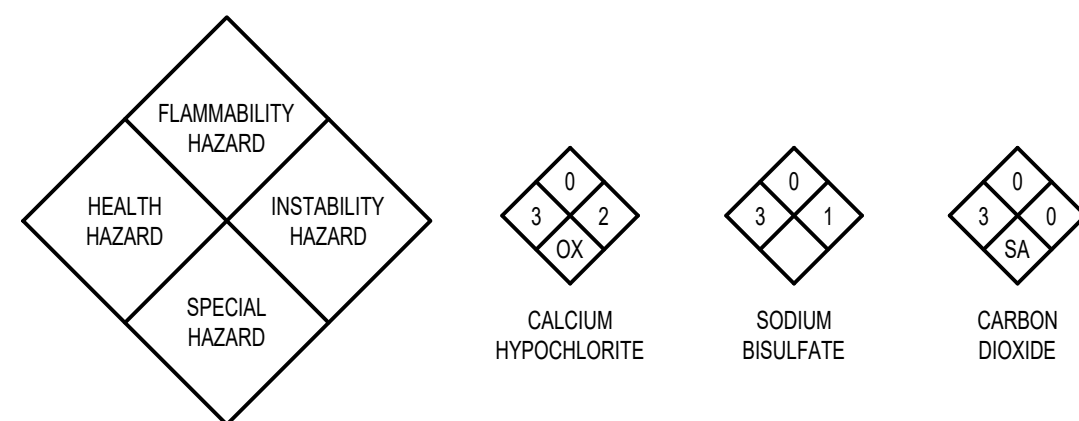 FLAMMABILITY
HAZARD
HEALTH
HAZARD
INSTABILITY
HAZARD
SPECIAL
HAZARD
0
3
2
OX
CALCIUM
HYPOCHLORITE
0
3
1
SODIUM
BISULFATE
0
3
0
SA
CARBON
DIOXIDE